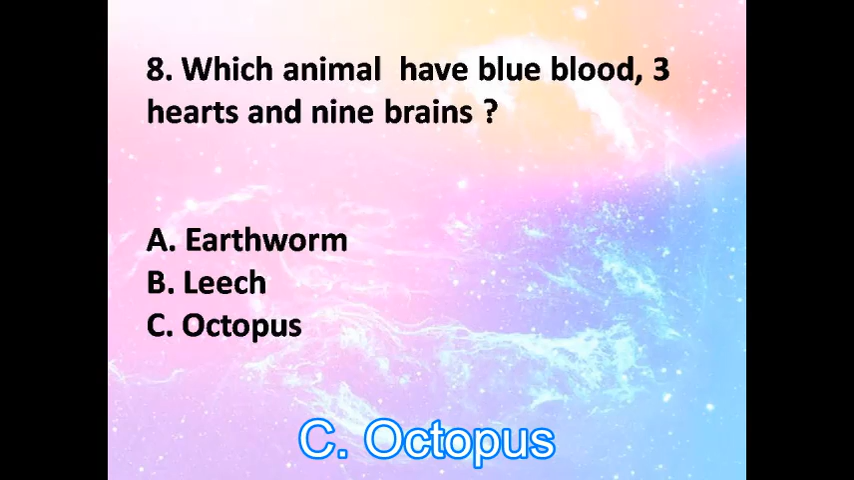 8. Which animal  have blue blood, 3
hearts and nine brains ?
A. Earthworm
B. Leech
C. Octopus
C. Octopus